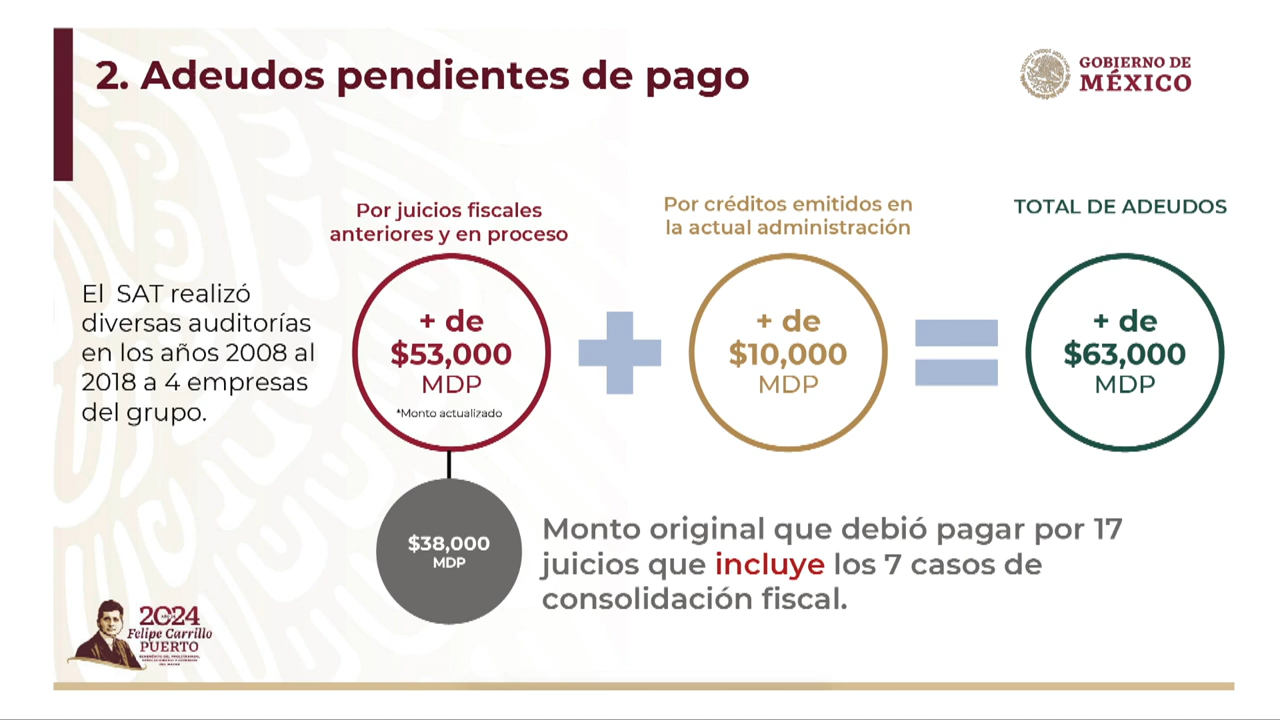 2. Adeudos pendientes de pago
GOBIERNO DE
MÉXICO
Por juicios fiscales
anteriores y en proceso
Por créditos emitidos en
la actual administración
TOTAL DE ADEUDOS
El SAT realizó
diversas auditorías
en los años 2008 al
2018 a 4 empresas
del grupo.
+ de
$53,000
MDP
*Monto actualizado
+ de
$10,000
MDP
+ de
$63,000
MDP
$38,000
MDP
Monto original que debió pagar por 17
juicios que incluye los 7 casos de
consolidación fiscal.
2024
Felipe Carrillo
PUERTO